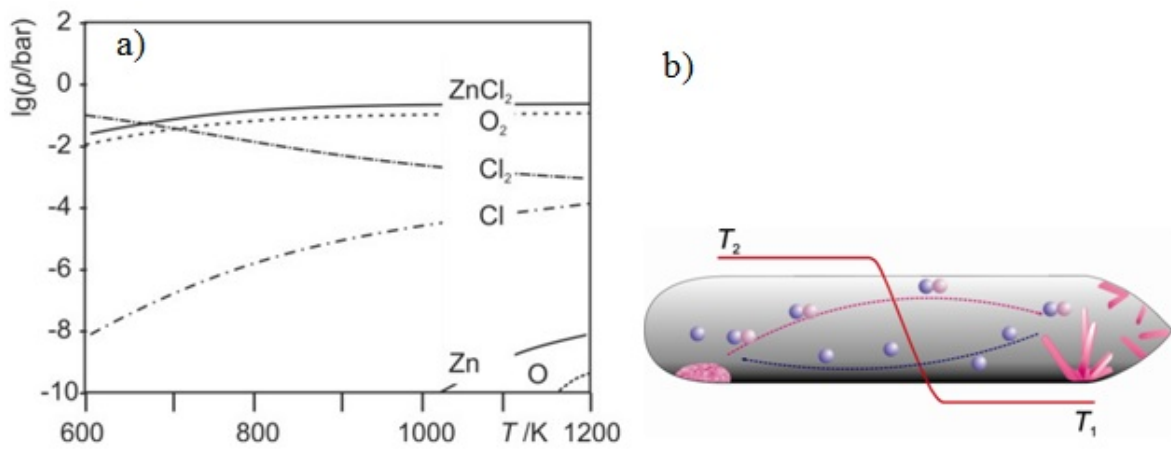 a)
b)
lg(p/bar)
2
0
-2
-4
-6
-8
-10
ZnCl₂
O₂
Cl₂
Cl
Zn
O
600
800
1000
T /K
1200
T₂
T₁